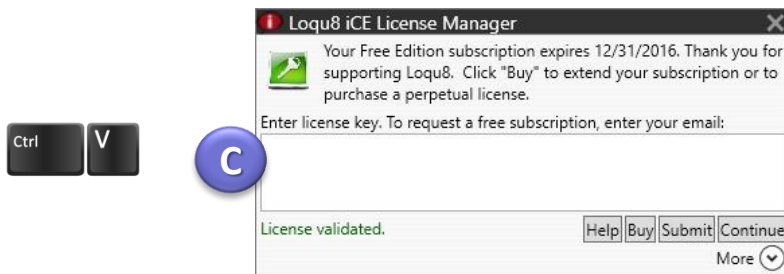 Loqu8 iCE License Manager
Your Free Edition subscription expires 12/31/2016. Thank you for
supporting Loqu8. Click "Buy" to extend your subscription or to
purchase a perpetual license.
Enter license key. To request a free subscription, enter your email:
Ctrl V
C
License validated. Help Buy Submit Continue
More